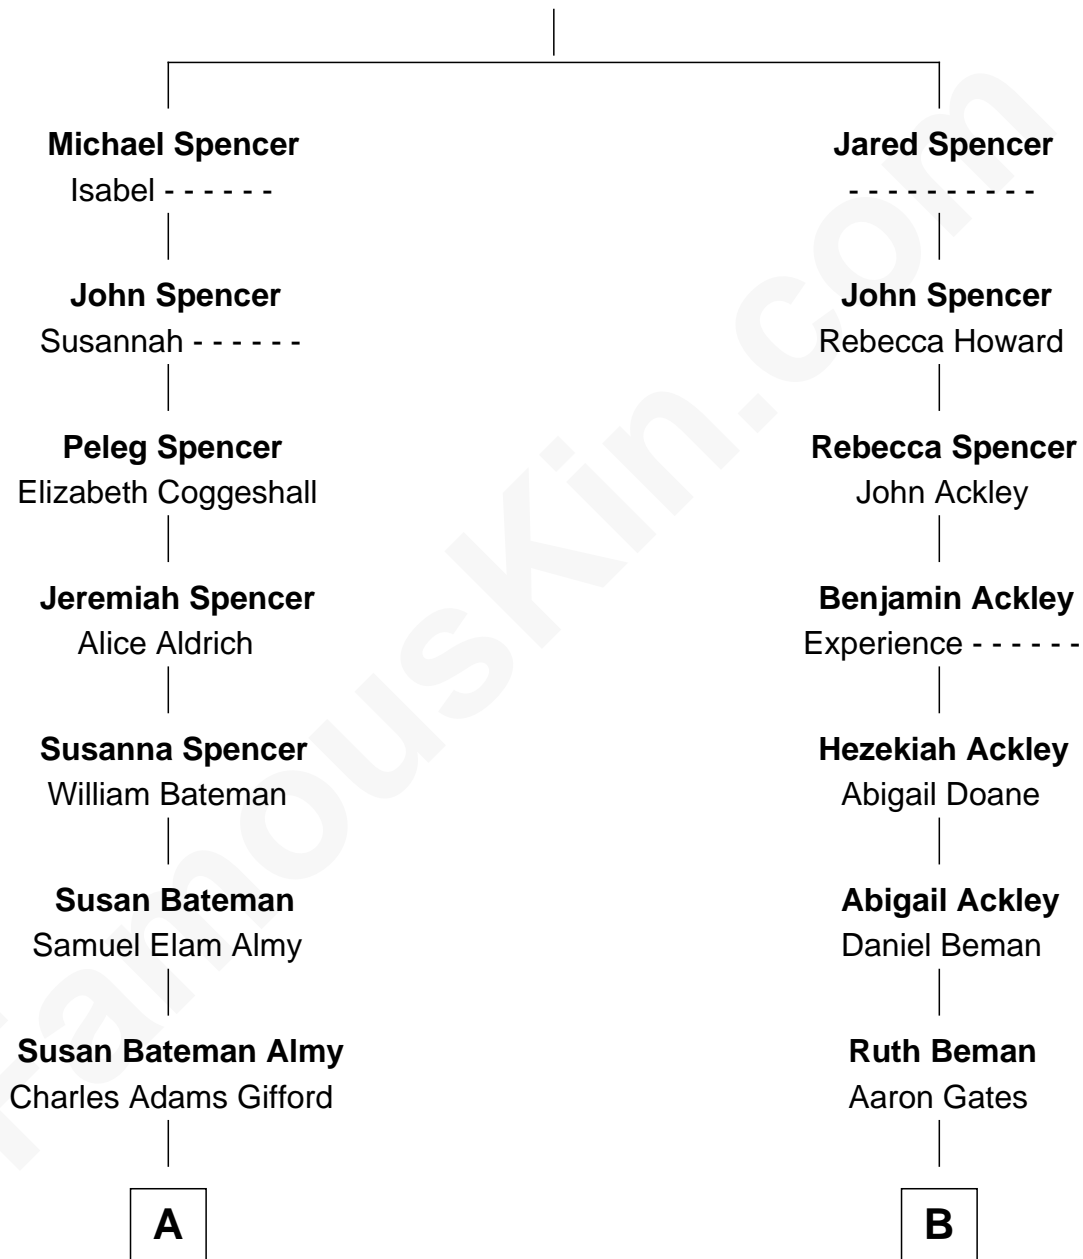 Michael Spencer
Isabel - - - - - -
John Spencer
Susannah - - - - - -
Peleg Spencer
Elizabeth Coggeshall
Jeremiah Spencer
Alice Aldrich
Susanna Spencer
William Bateman
Susan Bateman
Samuel Elam Almy
Susan Bateman Almy
Charles Adams Gifford
A
Jared Spencer
- - - - - - - - - -
John Spencer
Rebecca Howard
Rebecca Spencer
John Ackley
Benjamin Ackley
Experience - - - - - -
Hezekiah Ackley
Abigail Doane
Abigail Ackley
Daniel Beman
Ruth Beman
Aaron Gates
B
FamousKin.com